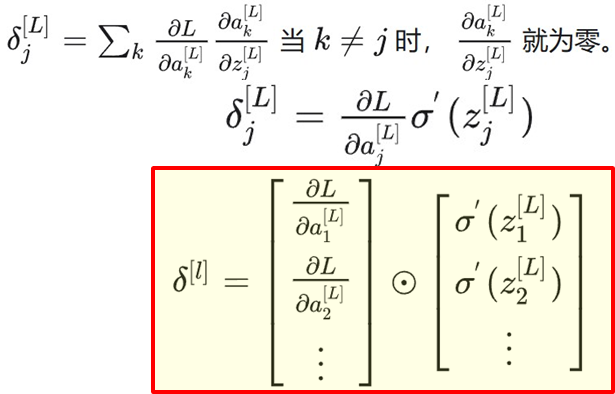 $\delta_j^{[L]} = \sum_k \frac{\partial L}{\partial a_k^{[L]}} \frac{\partial a_k^{[L]}}{\partial z_j^{[L]}}$ 当 $k \neq j$ 时， $\frac{\partial a_k^{[L]}}{\partial z_j^{[L]}}$ 就为零。
$\delta_j^{[L]} = \frac{\partial L}{\partial a_j^{[L]}} \sigma^{'}(z_j^{[L]})$
$\delta^{[l]} = \begin{bmatrix} \frac{\partial L}{\partial a_1^{[L]}} \\ \frac{\partial L}{\partial a_2^{[L]}} \\ \vdots \end{bmatrix} \odot \begin{bmatrix} \sigma^{'}(z_1^{[L]}) \\ \sigma^{'}(z_2^{[L]}) \\ \vdots \end{bmatrix}$